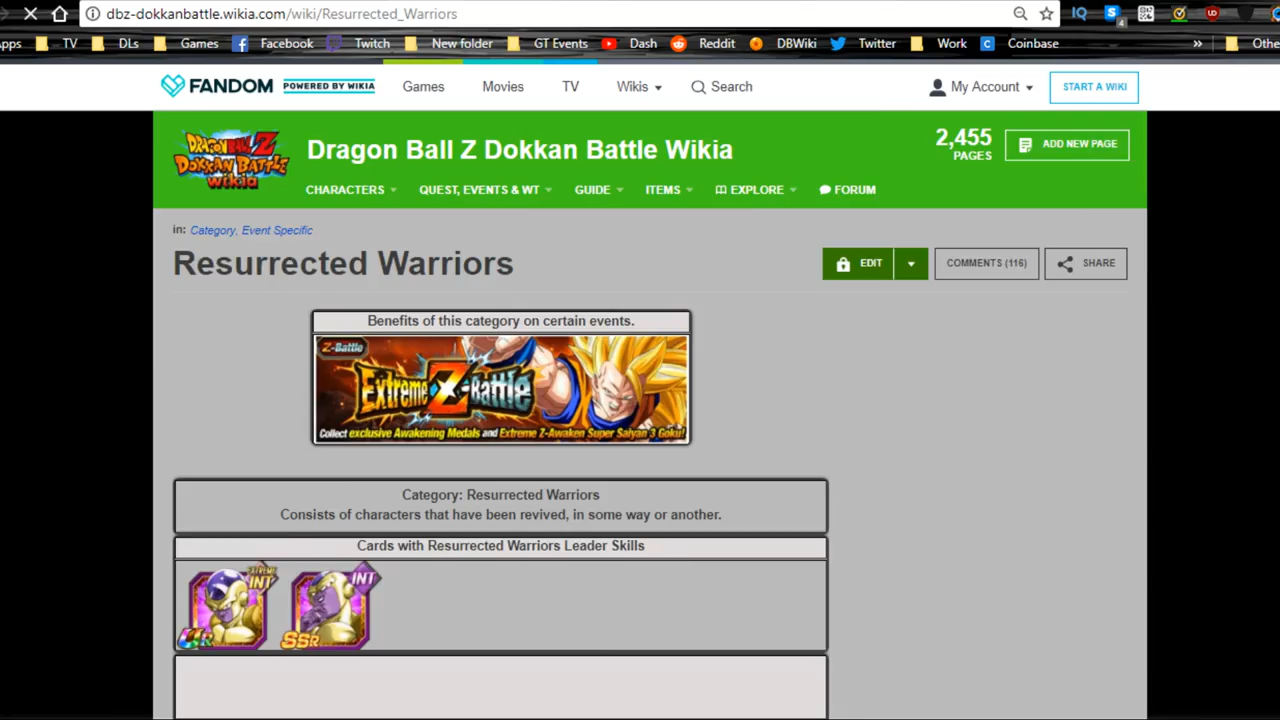 dbz-dokkanbattle.wikia.com/wiki/Resurrected_Warriors
Apps TV DLs Games Facebook Twitch New folder GT Events Dash Reddit DBWiki Twitter Work Coinbase » Othe
FANDOM POWERED BY WIKIA Games Movies TV Wikis Search My Account START A WIKI
DRAGON BALL Z DOKKAN BATTLE wikia
Dragon Ball Z Dokkan Battle Wikia
2,455 PAGES
ADD NEW PAGE
CHARACTERS QUEST, EVENTS & WT GUIDE ITEMS EXPLORE FORUM
in: Category, Event Specific
Resurrected Warriors
EDIT COMMENTS (116) SHARE
Benefits of this category on certain events.
Z-Battle
Extreme Z-Battle
Collect exclusive Awakening Medals and Extreme Z-Awaken Super Saiyan 3 Goku!
Category: Resurrected Warriors
Consists of characters that have been revived, in some way or another.
Cards with Resurrected Warriors Leader Skills
EXTREME INT UR INT SSR